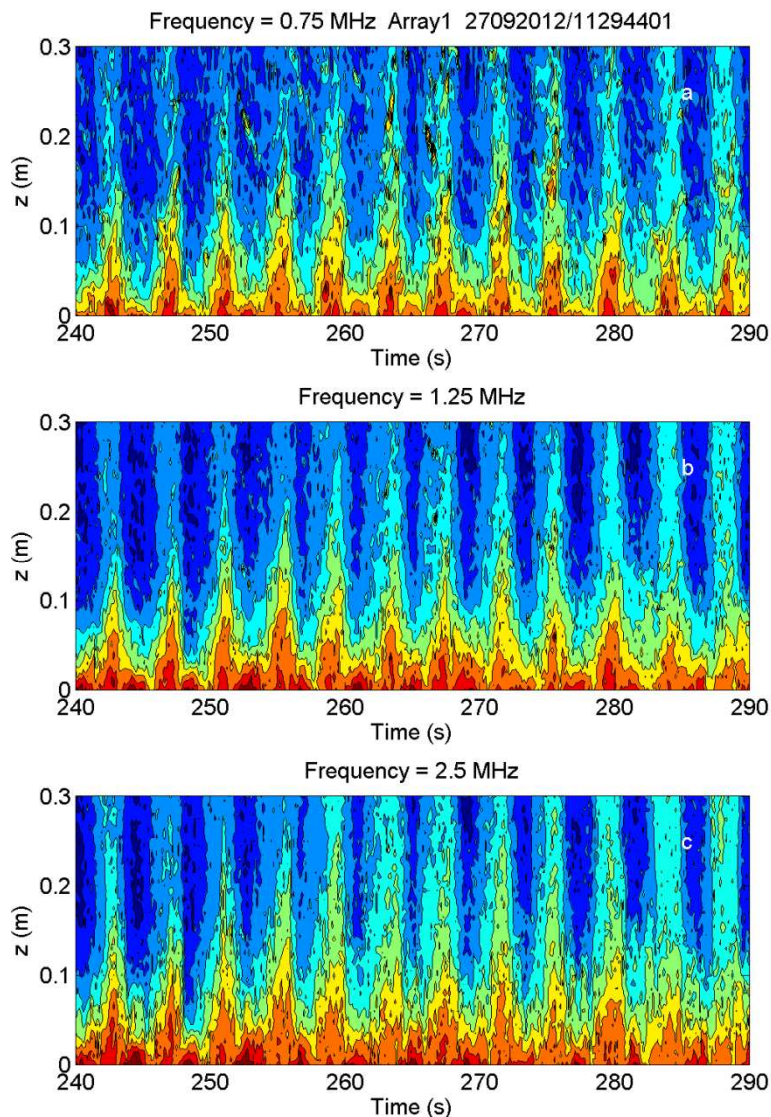 Frequency = 0.75 MHz Array1 27092012/11294401
0.3
a
0.2
z (m)
0.1
0
240 250 260 270 280 290
Time (s)
Frequency = 1.25 MHz
0.3
b
0.2
z (m)
0.1
0
240 250 260 270 280 290
Time (s)
Frequency = 2.5 MHz
0.3
c
0.2
z (m)
0.1
0
240 250 260 270 280 290
Time (s)